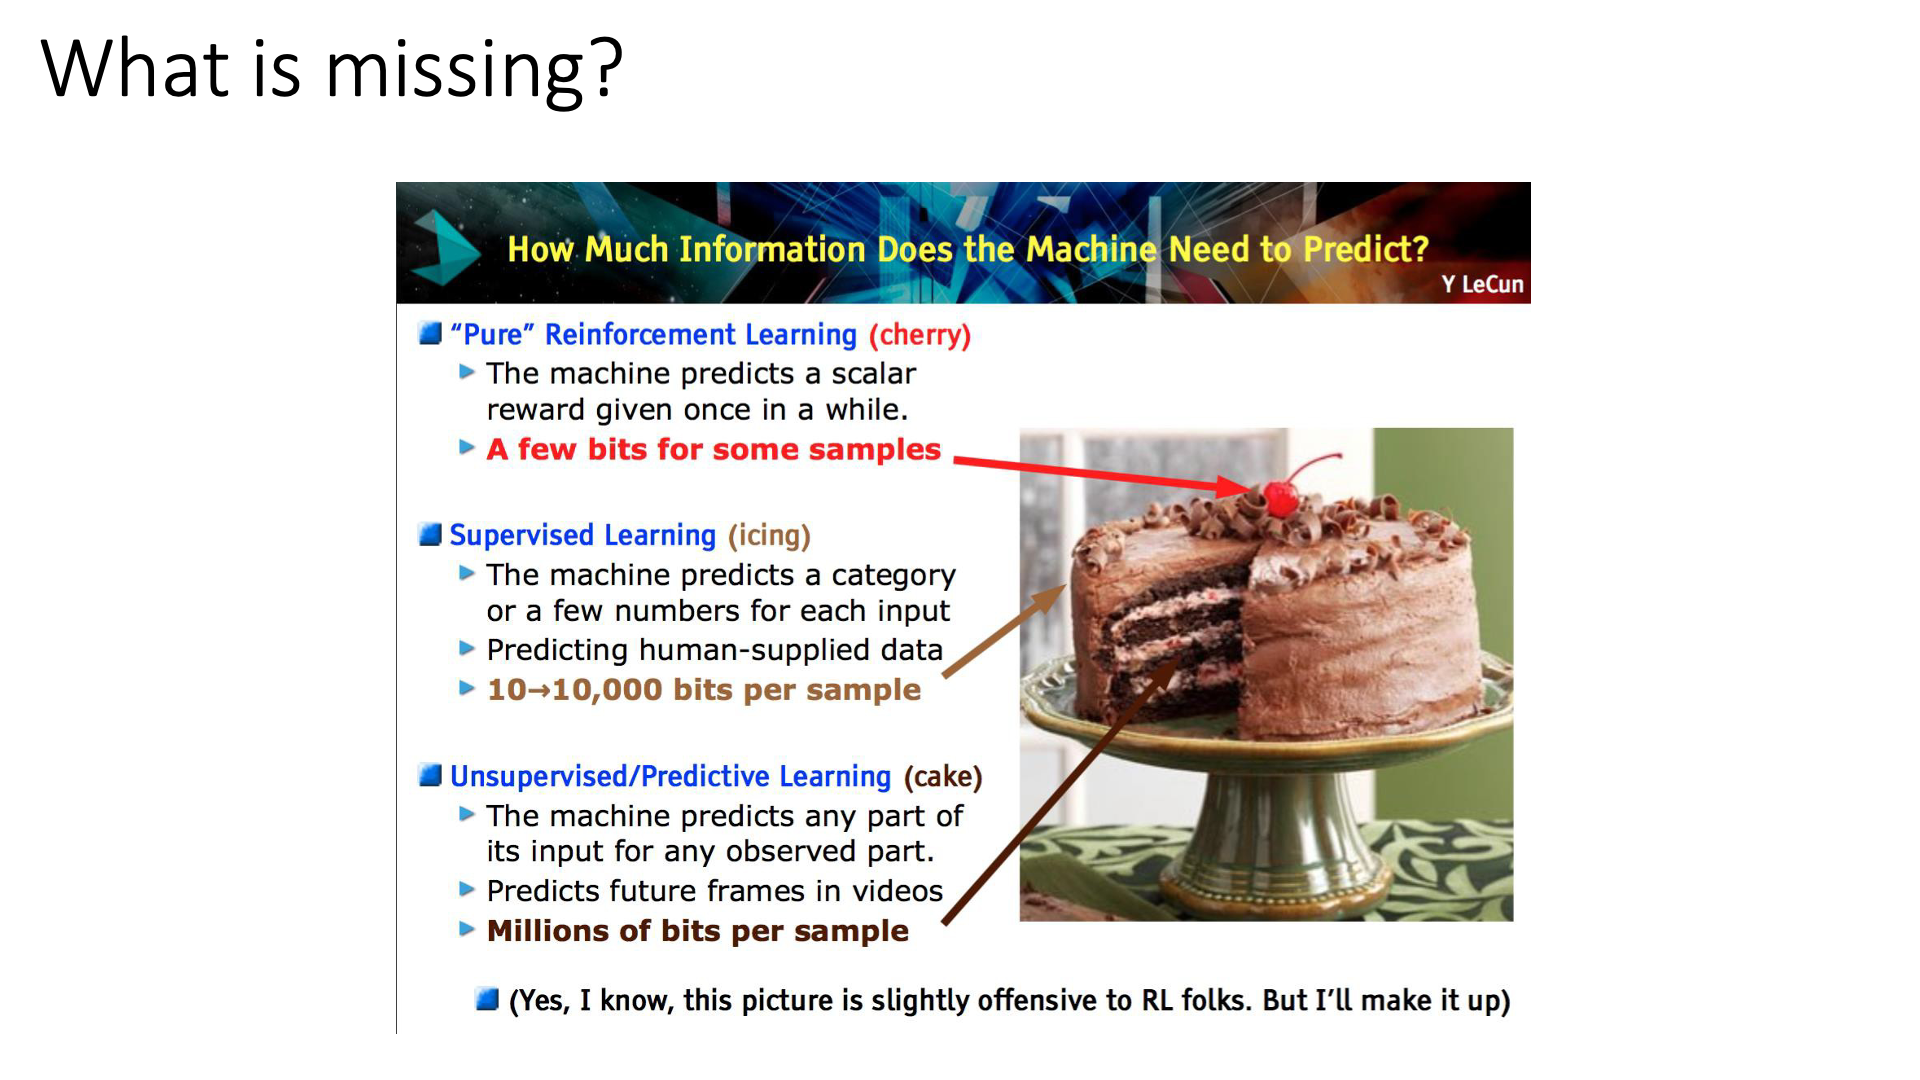 What is missing?
How Much Information Does the Machine Need to Predict?
Y LeCun
“Pure” Reinforcement Learning (cherry)
The machine predicts a scalar
reward given once in a while.
A few bits for some samples
Supervised Learning (icing)
The machine predicts a category
or a few numbers for each input
Predicting human-supplied data
10→10,000 bits per sample
Unsupervised/Predictive Learning (cake)
The machine predicts any part of
its input for any observed part.
Predicts future frames in videos
Millions of bits per sample
(Yes, I know, this picture is slightly offensive to RL folks. But I’ll make it up)